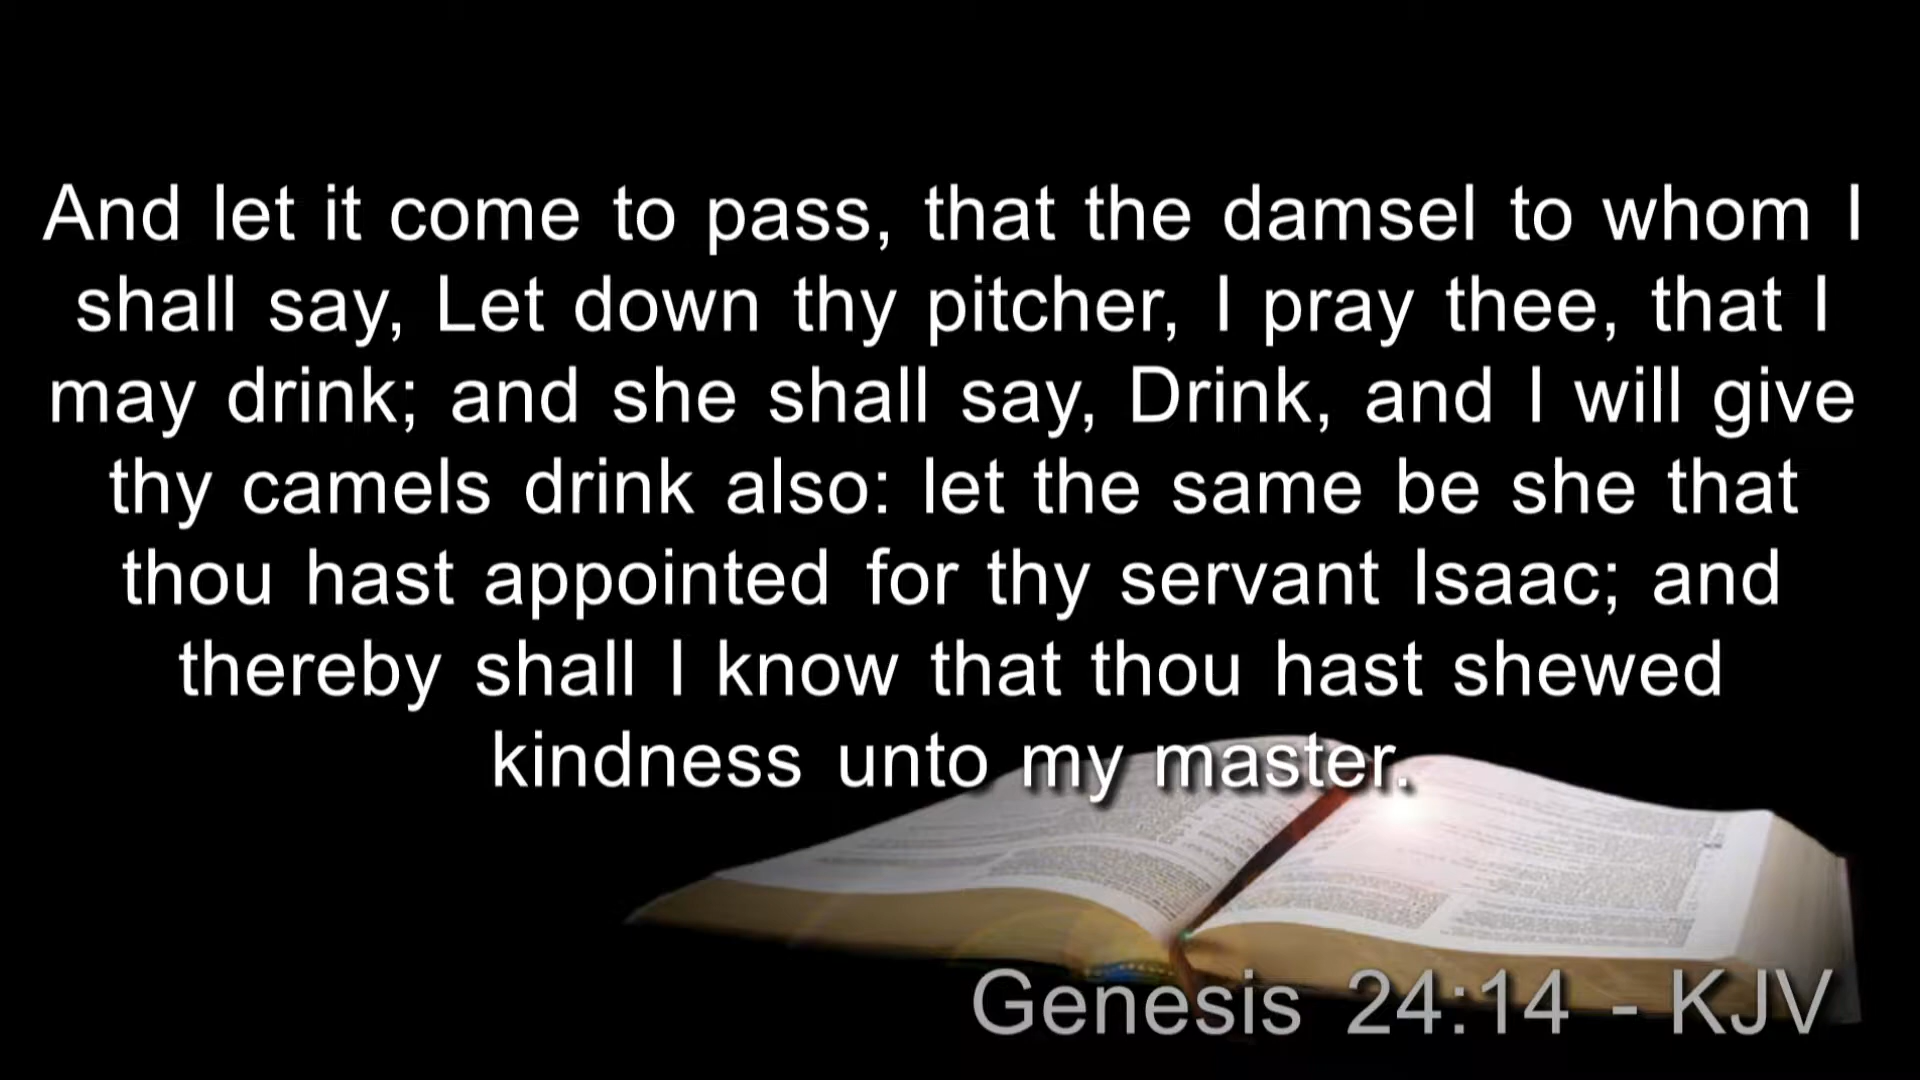 And let it come to pass, that the damsel to whom I
shall say, Let down thy pitcher, I pray thee, that I
may drink; and she shall say, Drink, and I will give
thy camels drink also: let the same be she that
thou hast appointed for thy servant Isaac; and
thereby shall I know that thou hast shewed
kindness unto my master.
Genesis 24:14 - KJV